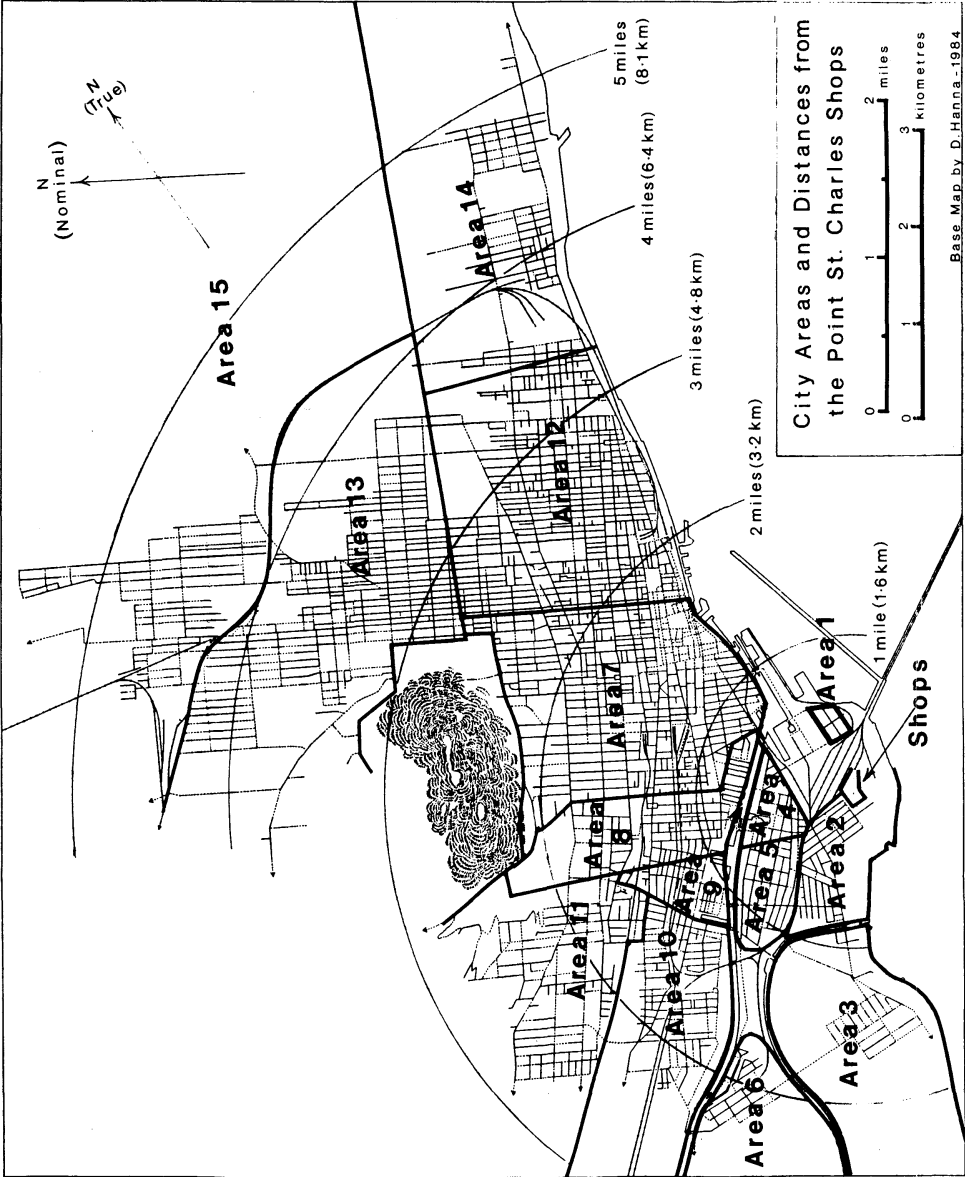 N
(Nominal)
N
(True)
Area 15
5 miles
(8·1km)
4 miles (6·4 km)
3 miles (4·8 km)
2 miles (3·2 km)
1 mile (1·6 km)
Area 14
Area 13
Area 12
Area 7
Area
8
Area 11
Area
9
Area 10
Area
4
Area 5
Area 2
Area 1
Shops
Area 3
Area 6
City Areas and Distances from
the Point St. Charles Shops
0 1 2 miles
0 1 2 3 kilometres
Base Map by D. Hanna - 1984